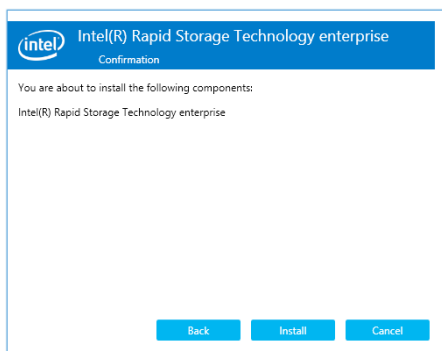 intel
Intel(R) Rapid Storage Technology enterprise
Confirmation
You are about to install the following components:
Intel(R) Rapid Storage Technology enterprise
Back Install Cancel